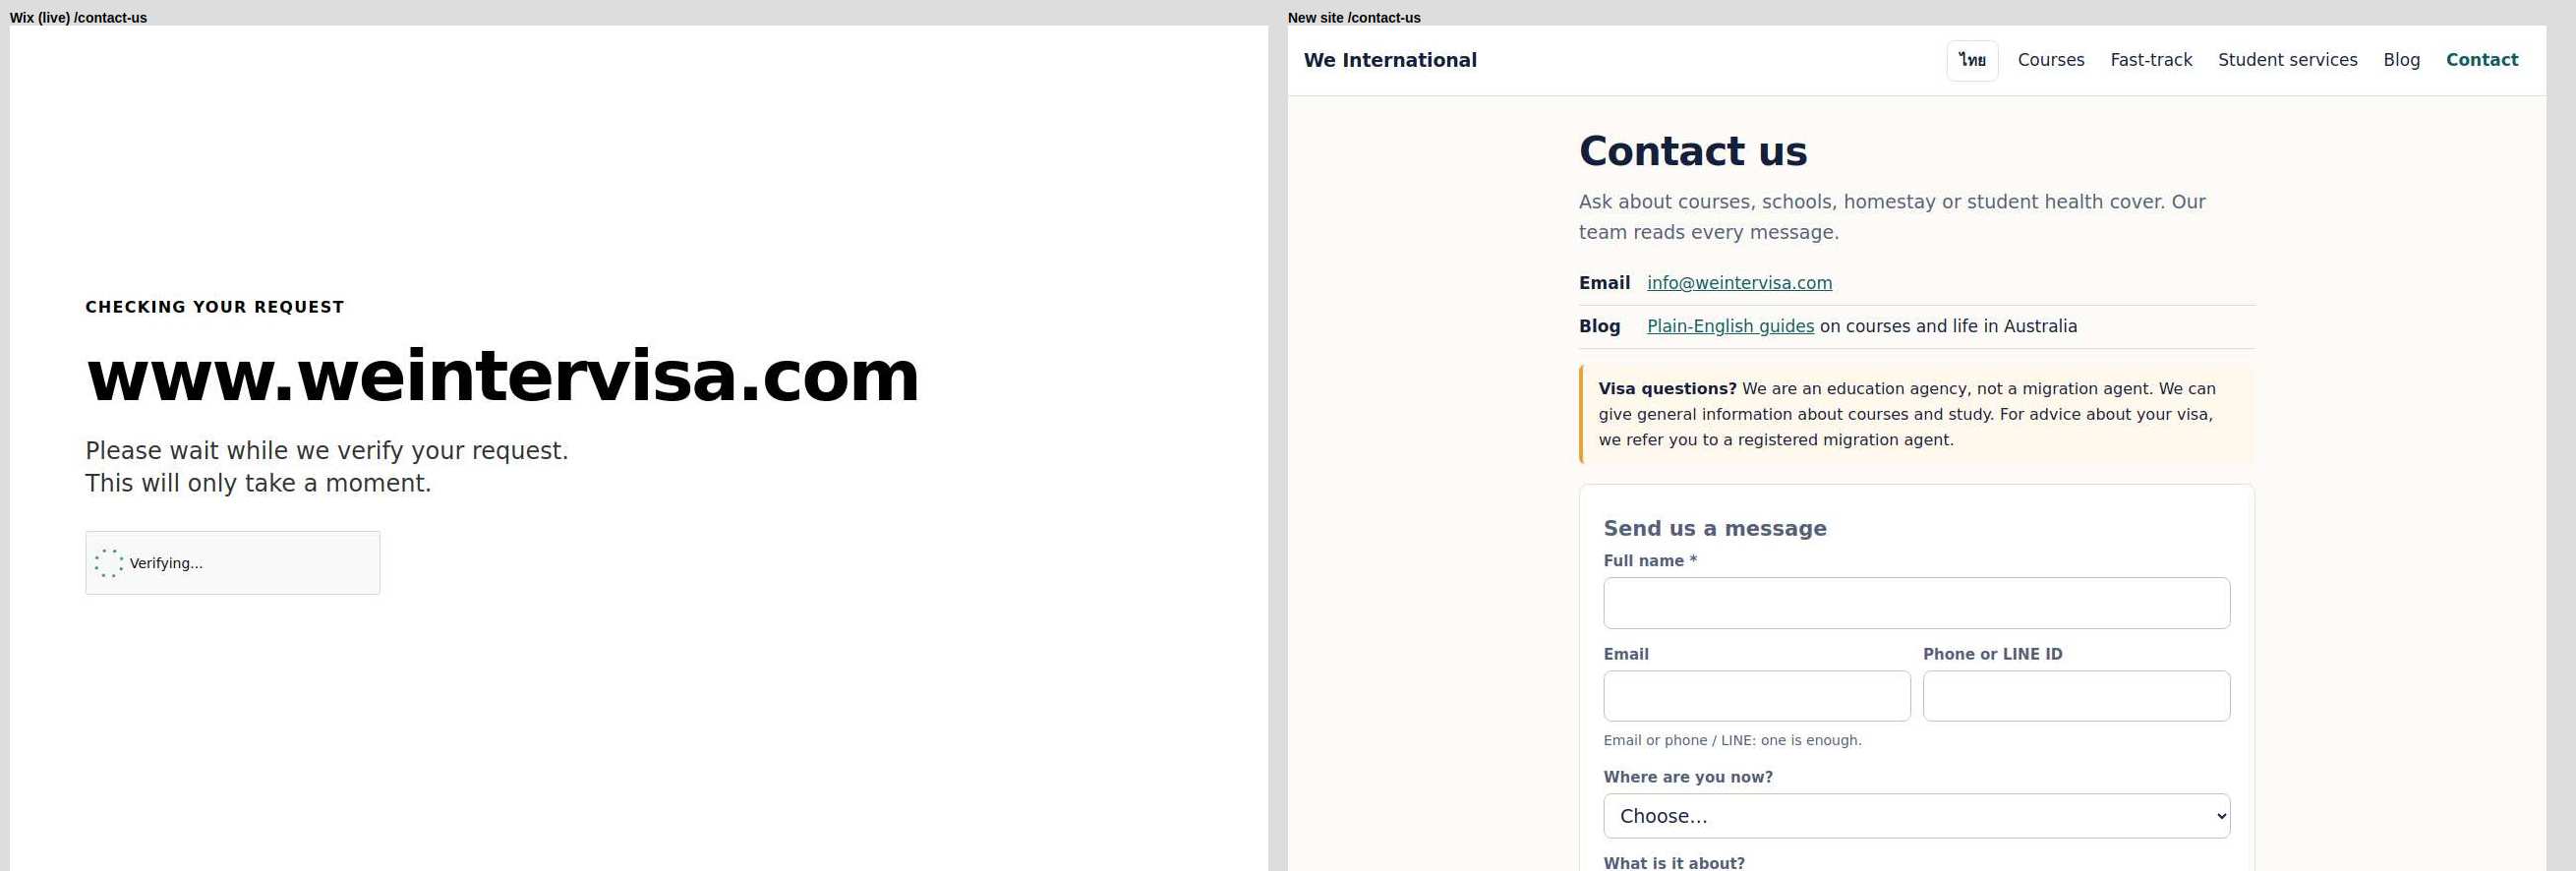 Wix (live) /contact-us
CHECKING YOUR REQUEST
www.weintervisa.com
Please wait while we verify your request.
This will only take a moment.
Verifying...
New site /contact-us
We International
ไทย
Courses
Fast-track
Student services
Blog
Contact
Contact us
Ask about courses, schools, homestay or student health cover. Our
team reads every message.
Email info@weintervisa.com
Blog Plain-English guides on courses and life in Australia
Visa questions? We are an education agency, not a migration agent. We can
give general information about courses and study. For advice about your visa,
we refer you to a registered migration agent.
Send us a message
Full name *
Email
Phone or LINE ID
Email or phone / LINE: one is enough.
Where are you now?
Choose...
What is it about?